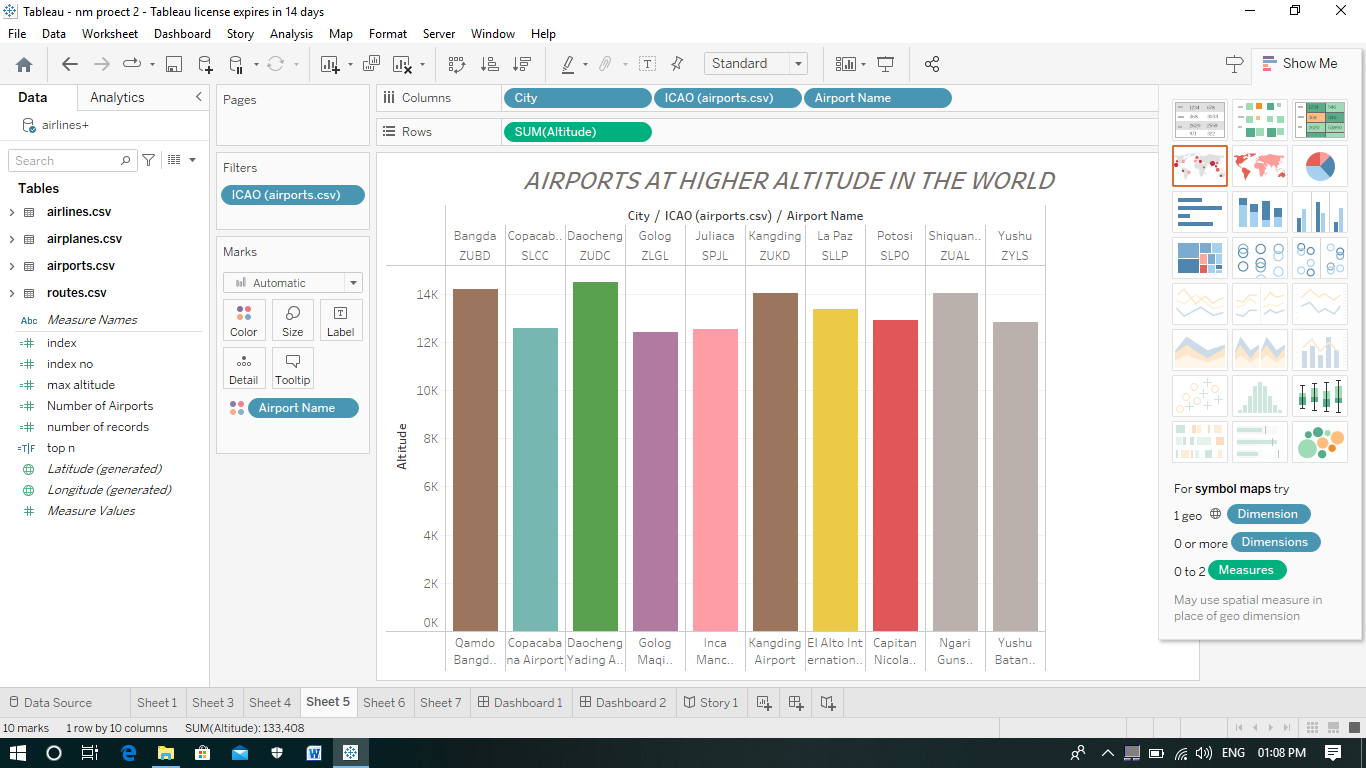 Tableau - nm proect 2 - Tableau license expires in 14 days
File Data Worksheet Dashboard Story Analysis Map Format Server Window Help
Standard
Show Me
Data Analytics
airlines+
Search
Tables
airlines.csv
airplanes.csv
airports.csv
routes.csv
Abc Measure Names
index
index no
max altitude
Number of Airports
number of records
T|F top n
Latitude (generated)
Longitude (generated)
Measure Values
Pages
Filters
ICAO (airports.csv)
Marks
Automatic
Color Size Label
Detail Tooltip
Airport Name
Columns City ICAO (airports.csv) Airport Name
Rows SUM(Altitude)
AIRPORTS AT HIGHER ALTITUDE IN THE WORLD
City / ICAO (airports.csv) / Airport Name
Bangda Copacab.. Daocheng Golog Juliaca Kangding La Paz Potosi Shiquan.. Yushu
ZUBD SLCC ZUDC ZLGL SPJL ZUKD SLLP SLPO ZUAL ZYLS
14K
12K
10K
8K
6K
4K
2K
0K
Altitude
Qamdo Copacaba Daocheng Golog Inca Kangding El Alto Int Capitan Ngari Yushu
Bangd.. na Airport Yading A.. Maqi.. Manc.. Airport ernation.. Nicola.. Guns.. Batan..
For symbol maps try
1 geo Dimension
0 or more Dimensions
0 to 2 Measures
May use spatial measure in
place of geo dimension
Data Source Sheet 1 Sheet 3 Sheet 4 Sheet 5 Sheet 6 Sheet 7 Dashboard 1 Dashboard 2 Story 1
10 marks 1 row by 10 columns SUM(Altitude): 133,408
ENG 01:08 PM